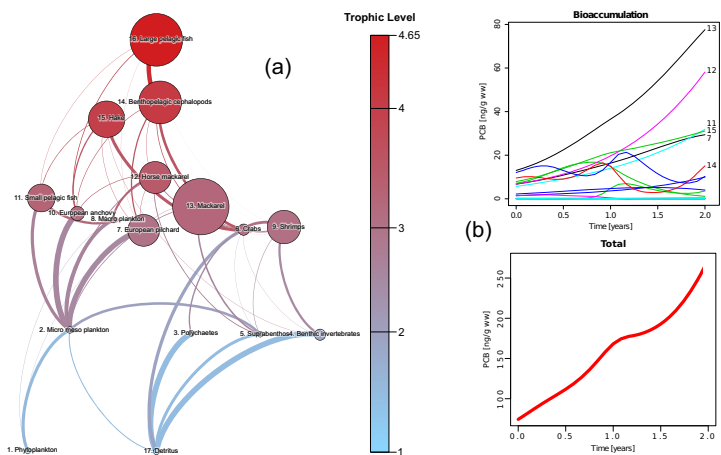 Trophic Level
4.65
4
3
2
1
(a)
16. Large pelagic fish
14. Benthopelagic cephalopods
15. Hake
12. Horse mackarel
11. Small pelagic fish
13. Mackarel
10. European anchovy
8. Macro plankton
7. European pilchard
6. Crabs
9. Shrimps
2. Micro meso plankton
3. Polychaetes
5. Suprabenthos
4. Benthic invertebrates
1. Phytoplankton
17. Detritus
Bioaccumulation
PCB [ng/g ww]
80
60
40
20
0
13
12
11
15
7
14
0.0
0.5
1.0
1.5
2.0
Time [years]
(b)
Total
PCB [ng/g ww]
250
200
150
100
0.0
0.5
1.0
1.5
2.0
Time [years]